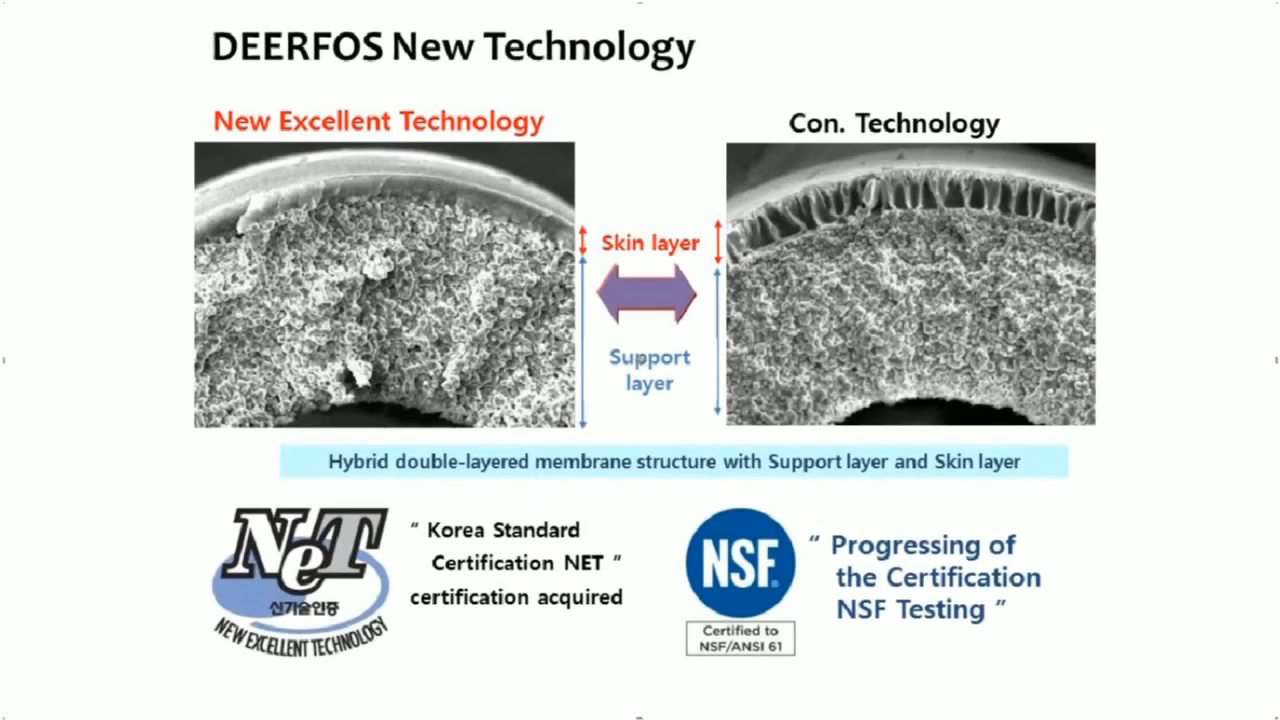 DEERFOS New Technology
New Excellent Technology
Con. Technology
Skin layer
Support
layer
Hybrid double-layered membrane structure with Support layer and Skin layer
NeT
신기술인증
NEW EXCELLENT TECHNOLOGY
“ Korea Standard
Certification NET ”
certification acquired
NSF®
Certified to
NSF/ANSI 61
“ Progressing of
the Certification
NSF Testing ”